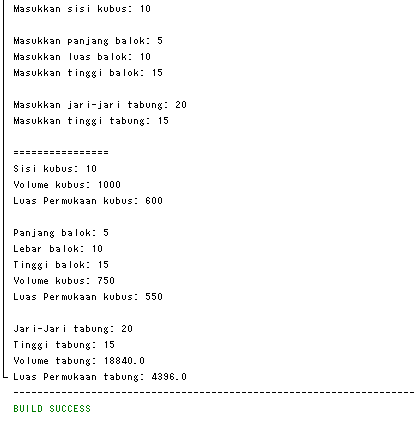 Masukkan sisi kubus: 10
Masukkan panjang balok: 5
Masukkan luas balok: 10
Masukkan tinggi balok: 15
Masukkan jari-jari tabung: 20
Masukkan tinggi tabung: 15
================
Sisi kubus: 10
Volume kubus: 1000
Luas Permukaan kubus: 600
Panjang balok: 5
Lebar balok: 10
Tinggi balok: 15
Volume kubus: 750
Luas Permukaan kubus: 550
Jari-Jari tabung: 20
Tinggi tabung: 15
Volume tabung: 18840.0
Luas Permukaan tabung: 4396.0
------------------------------------------------------------------------
BUILD SUCCESS